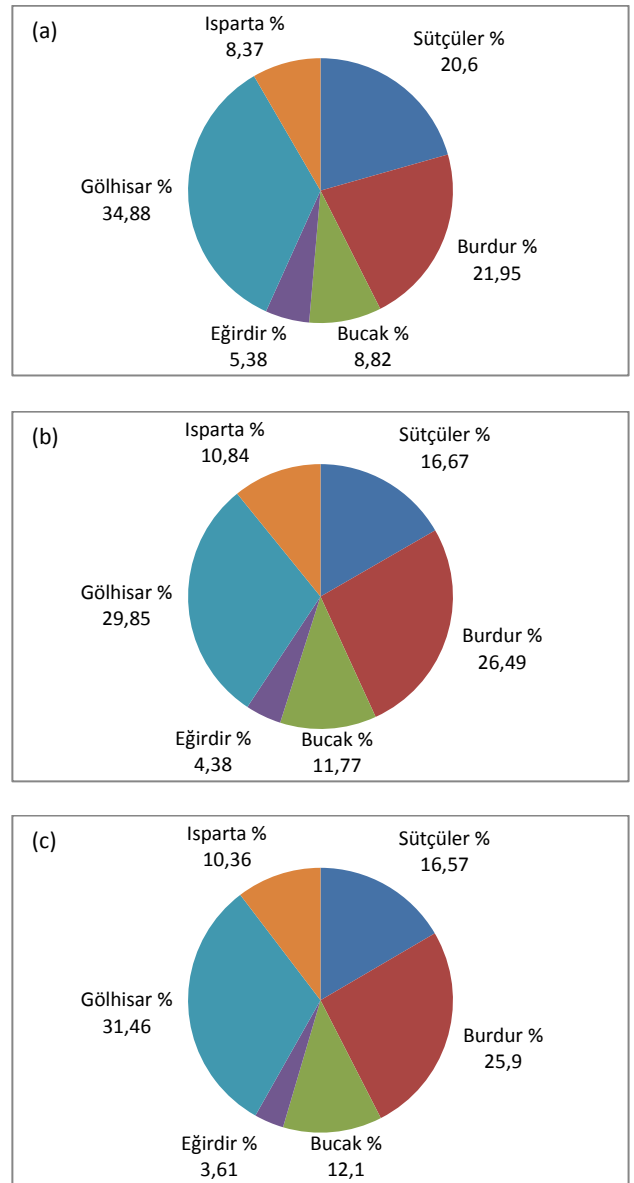 (a)
Isparta %
8,37
Sütçüler %
20,6
Gölhisar %
34,88
Burdur %
21,95
Eğirdir %
5,38
Bucak %
8,82
(b)
Isparta %
10,84
Sütçüler %
16,67
Gölhisar %
29,85
Burdur %
26,49
Eğirdir %
4,38
Bucak %
11,77
(c)
Isparta %
10,36
Sütçüler %
16,57
Gölhisar %
31,46
Burdur %
25,9
Eğirdir %
3,61
Bucak %
12,1